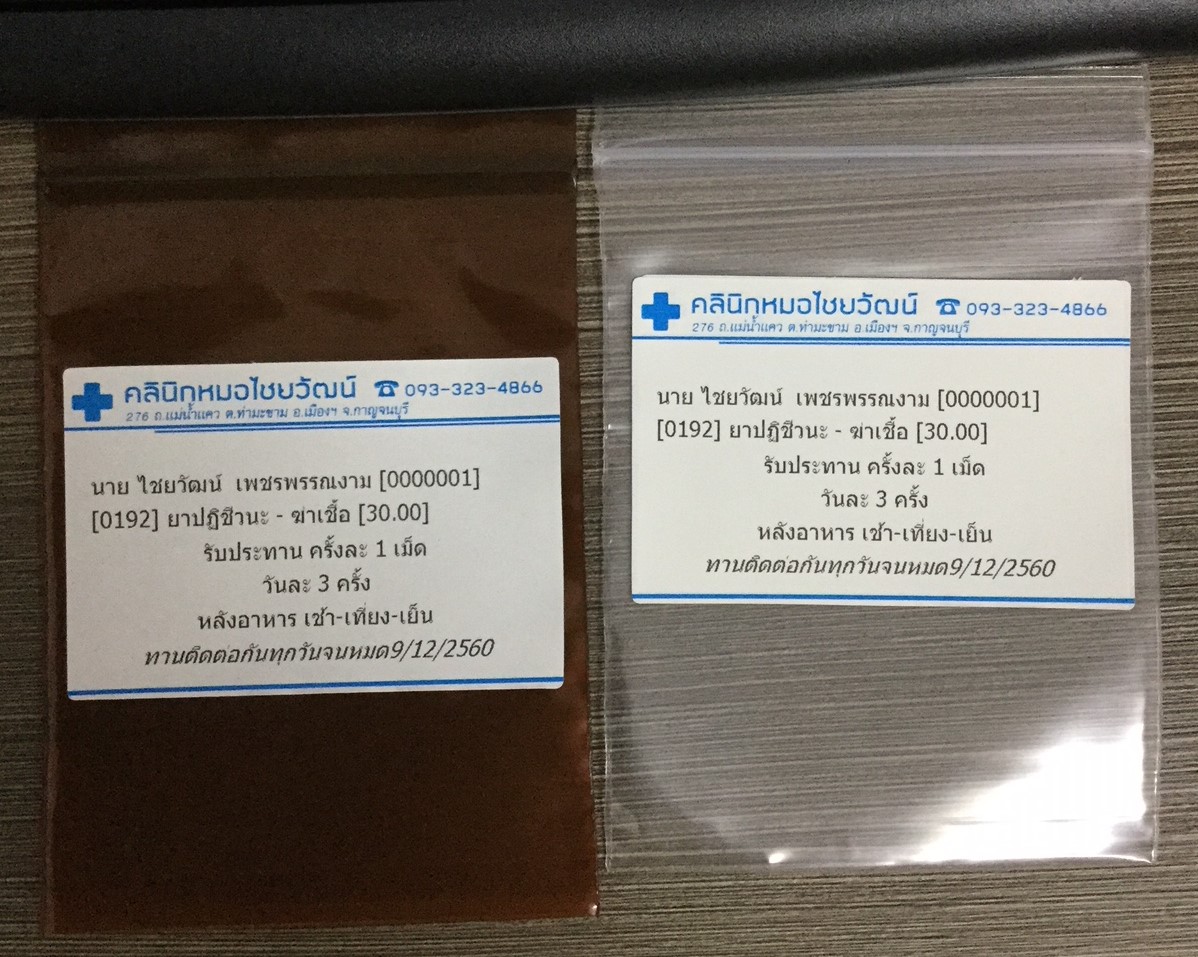 คลินิกหมอไชยวัฒน์ ☎ 093-323-4866
276 ถ.แม่น้ำแคว ต.ท่ามะขาม อ.เมืองฯ จ.กาญจนบุรี
นาย ไชยวัฒน์ เพชรพรรณงาม [0000001]
[0192] ยาปฏิชีวนะ - ฆ่าเชื้อ [30.00]
รับประทาน ครั้งละ 1 เม็ด
วันละ 3 ครั้ง
หลังอาหาร เช้า-เที่ยง-เย็น
ทานติดต่อกันทุกวันจนหมด9/12/2560
คลินิกหมอไชยวัฒน์ ☎ 093-323-4866
276 ถ.แม่น้ำแคว ต.ท่ามะขาม อ.เมืองฯ จ.กาญจนบุรี
นาย ไชยวัฒน์ เพชรพรรณงาม [0000001]
[0192] ยาปฏิชีวนะ - ฆ่าเชื้อ [30.00]
รับประทาน ครั้งละ 1 เม็ด
วันละ 3 ครั้ง
หลังอาหาร เช้า-เที่ยง-เย็น
ทานติดต่อกันทุกวันจนหมด9/12/2560